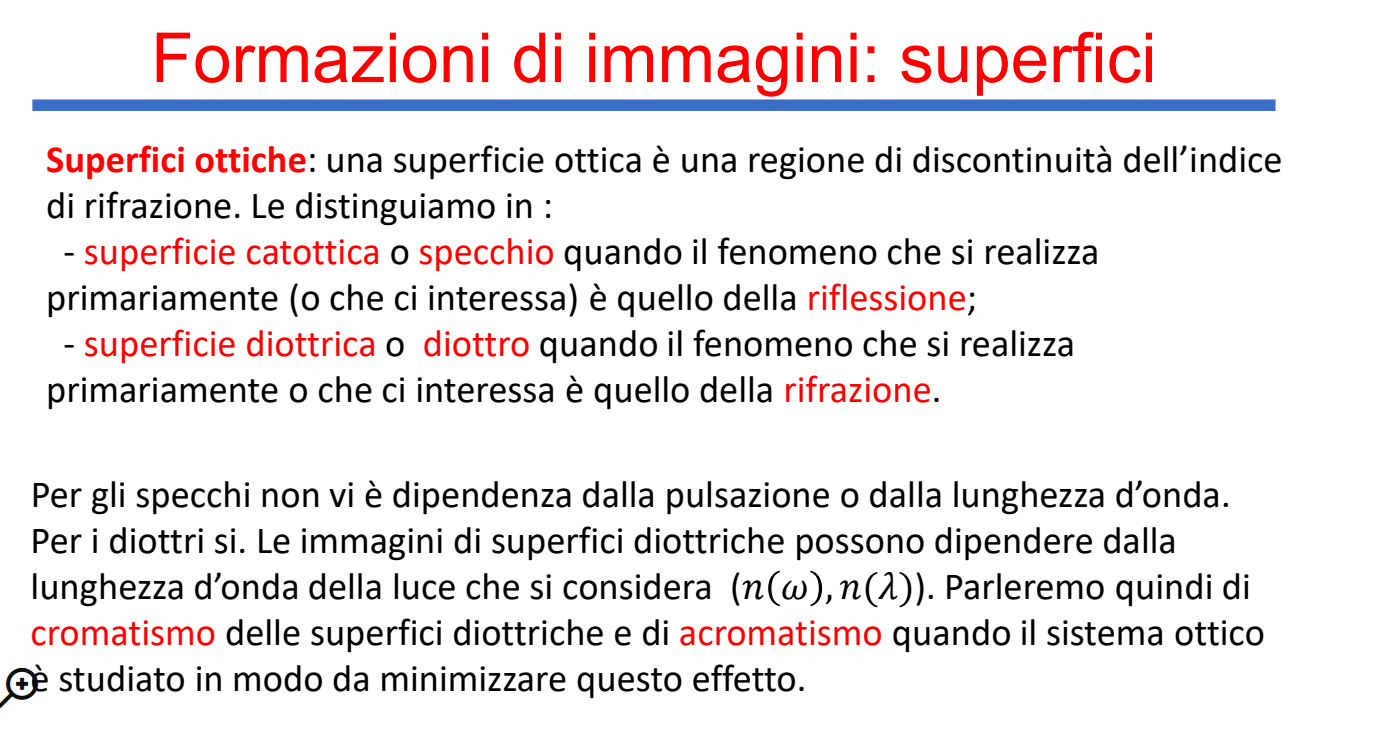 Formazioni di immagini: superfici
Superfici ottiche: una superficie ottica è una regione di discontinuità dell’indice
di rifrazione. Le distinguiamo in :
- superficie catottica o specchio quando il fenomeno che si realizza
primariamente (o che ci interessa) è quello della riflessione;
- superficie diottrica o diottro quando il fenomeno che si realizza
primariamente o che ci interessa è quello della rifrazione.
Per gli specchi non vi è dipendenza dalla pulsazione o dalla lunghezza d’onda.
Per i diottri si. Le immagini di superfici diottriche possono dipendere dalla
lunghezza d’onda della luce che si considera (𝑛(𝜔), 𝑛(𝜆)). Parleremo quindi di
cromatismo delle superfici diottriche e di acromatismo quando il sistema ottico
è studiato in modo da minimizzare questo effetto.